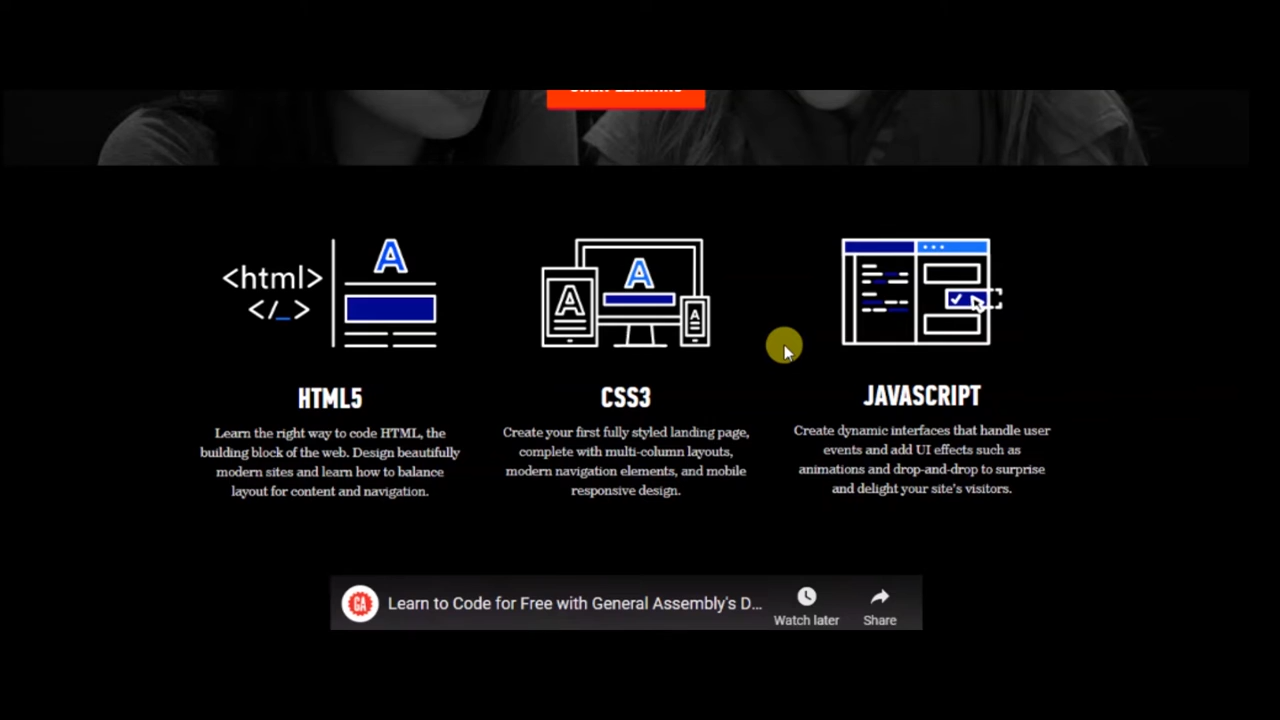 <html>
</_>
A
A
A
A
HTML5
Learn the right way to code HTML, the
building block of the web. Design beautifully
modern sites and learn how to balance
layout for content and navigation.
CSS3
Create your first fully styled landing page,
complete with multi-column layouts,
modern navigation elements, and mobile
responsive design.
JAVASCRIPT
Create dynamic interfaces that handle user
events and add UI effects such as
animations and drop-and-drop to surprise
and delight your site's visitors.
GA
Learn to Code for Free with General Assembly's D...
Watch later
Share